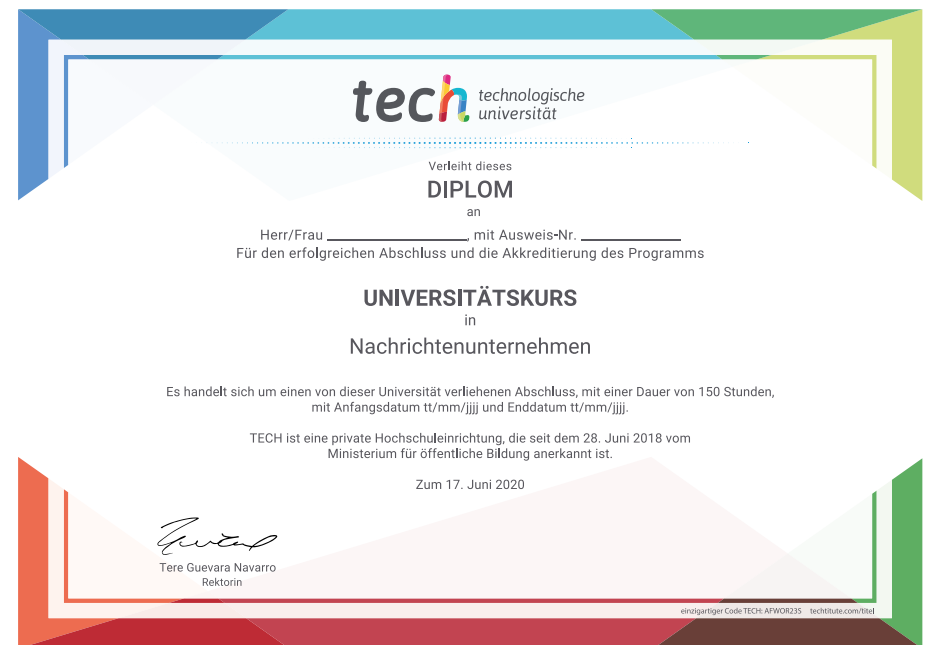 tech technologische
universität
Verleiht dieses
DIPLOM
an
Herr/Frau ____________________, mit Ausweis-Nr. ______________
Für den erfolgreichen Abschluss und die Akkreditierung des Programms
UNIVERSITÄTSKURS
in
Nachrichtenunternehmen
Es handelt sich um einen von dieser Universität verliehenen Abschluss, mit einer Dauer von 150 Stunden,
mit Anfangsdatum tt/mm/jjjj und Enddatum tt/mm/jjjj.
TECH ist eine private Hochschuleinrichtung, die seit dem 28. Juni 2018 vom
Ministerium für öffentliche Bildung anerkannt ist.
Zum 17. Juni 2020
Tere Guevara Navarro
Rektorin
einzigartiger Code TECH: AFWOR23S techtitute.com/titel